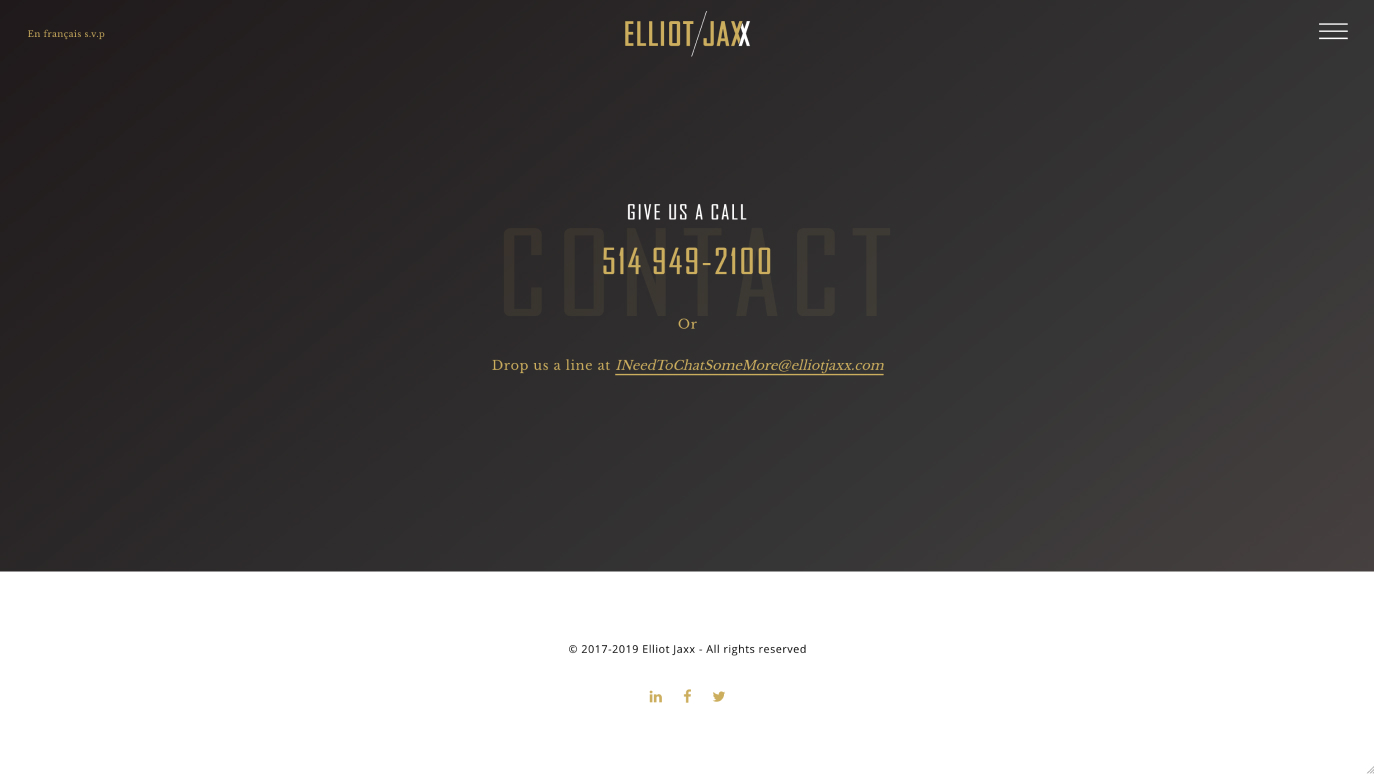 En français s.v.p
ELLIOT/JAXX
GIVE US A CALL
CONTACT
514 949-2100
Or
Drop us a line at INeedToChatSomeMore@elliotjaxx.com
© 2017-2019 Elliot Jaxx - All rights reserved